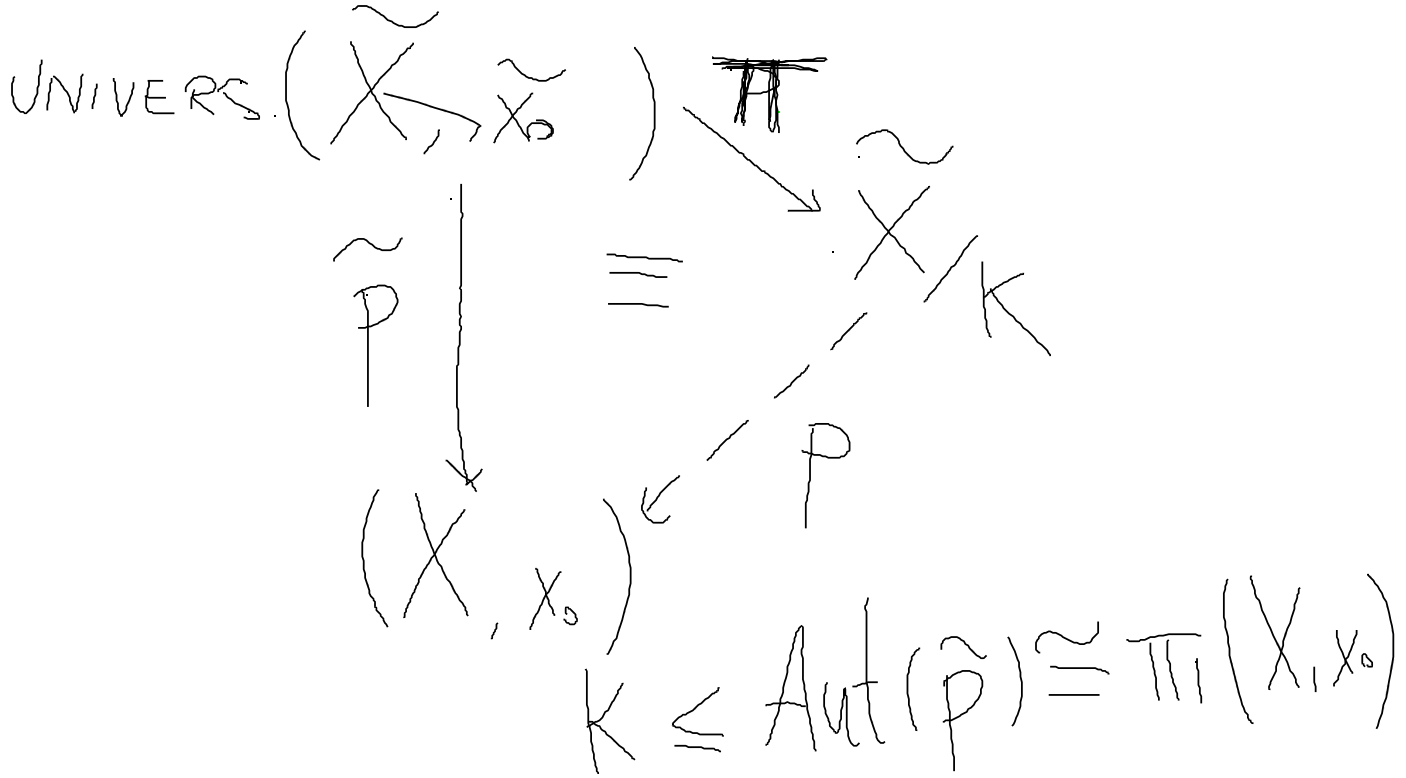 UNIVERS. (X̃, x̃₀) π
X̃/K
p̃ ≡
p
(X, x₀)
K ≤ Aut(p̃) ≅ π₁(X, x₀)